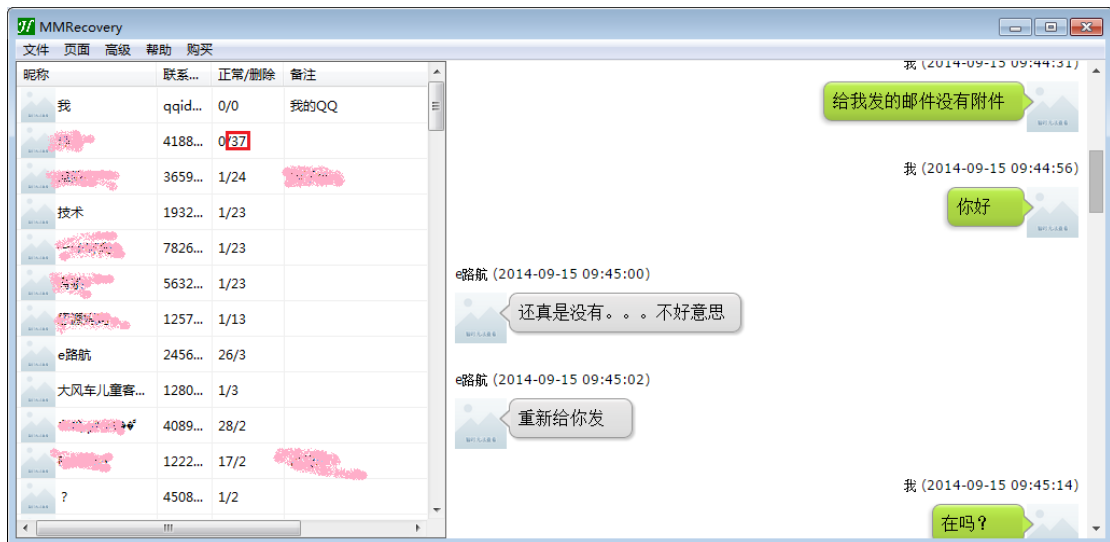 MMRecovery
文件 页面 高级 帮助 购买
昵称 联系... 正常/删除 备注
我 qqid... 0/0 我的QQ
4188... 0/37
3659... 1/24
技术 1932... 1/23
7826... 1/23
5632... 1/23
1257... 1/13
e路航 2456... 26/3
大风车儿童客... 1280... 1/3
4089... 28/2
1222... 17/2
? 4508... 1/2
我 (2014-09-15 09:44:31)
给我发的邮件没有附件
我 (2014-09-15 09:44:56)
你好
e路航 (2014-09-15 09:45:00)
还真是没有。。。不好意思
e路航 (2014-09-15 09:45:02)
重新给你发
我 (2014-09-15 09:45:14)
在吗？